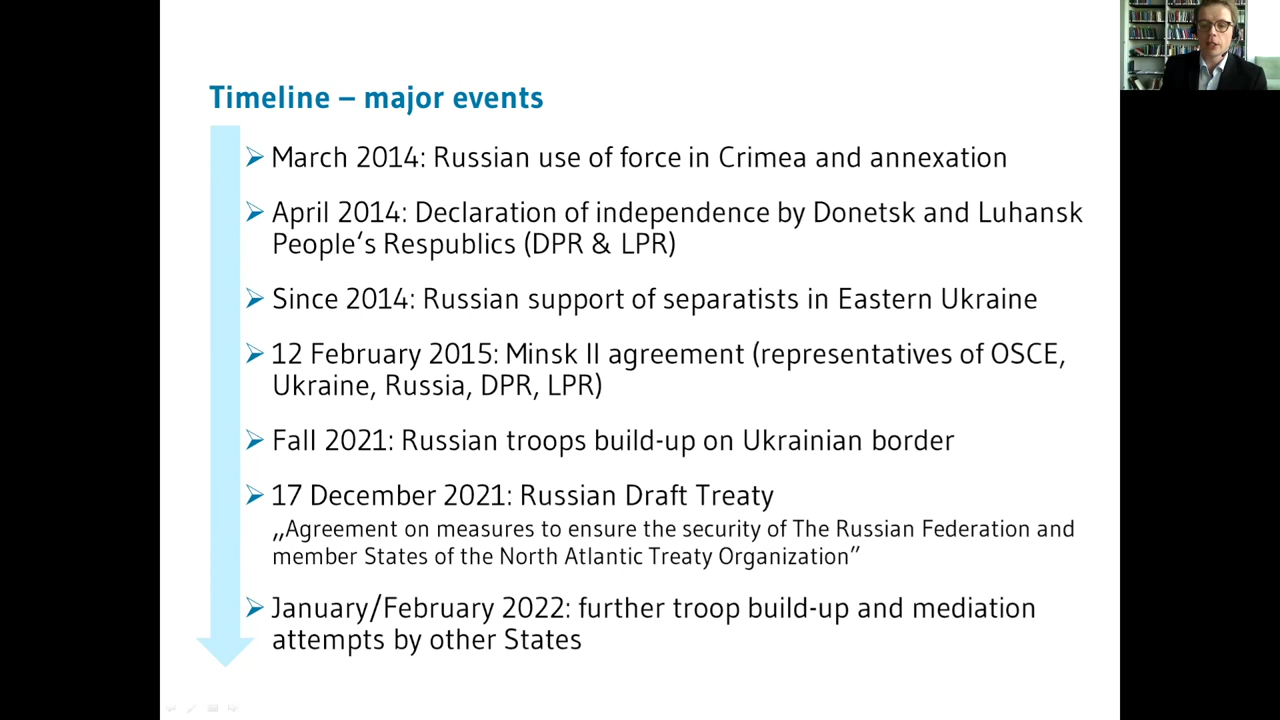 Timeline – major events
March 2014: Russian use of force in Crimea and annexation
April 2014: Declaration of independence by Donetsk and Luhansk
People‘s Respublics (DPR & LPR)
Since 2014: Russian support of separatists in Eastern Ukraine
12 February 2015: Minsk II agreement (representatives of OSCE,
Ukraine, Russia, DPR, LPR)
Fall 2021: Russian troops build-up on Ukrainian border
17 December 2021: Russian Draft Treaty
„Agreement on measures to ensure the security of The Russian Federation and
member States of the North Atlantic Treaty Organization”
January/February 2022: further troop build-up and mediation
attempts by other States